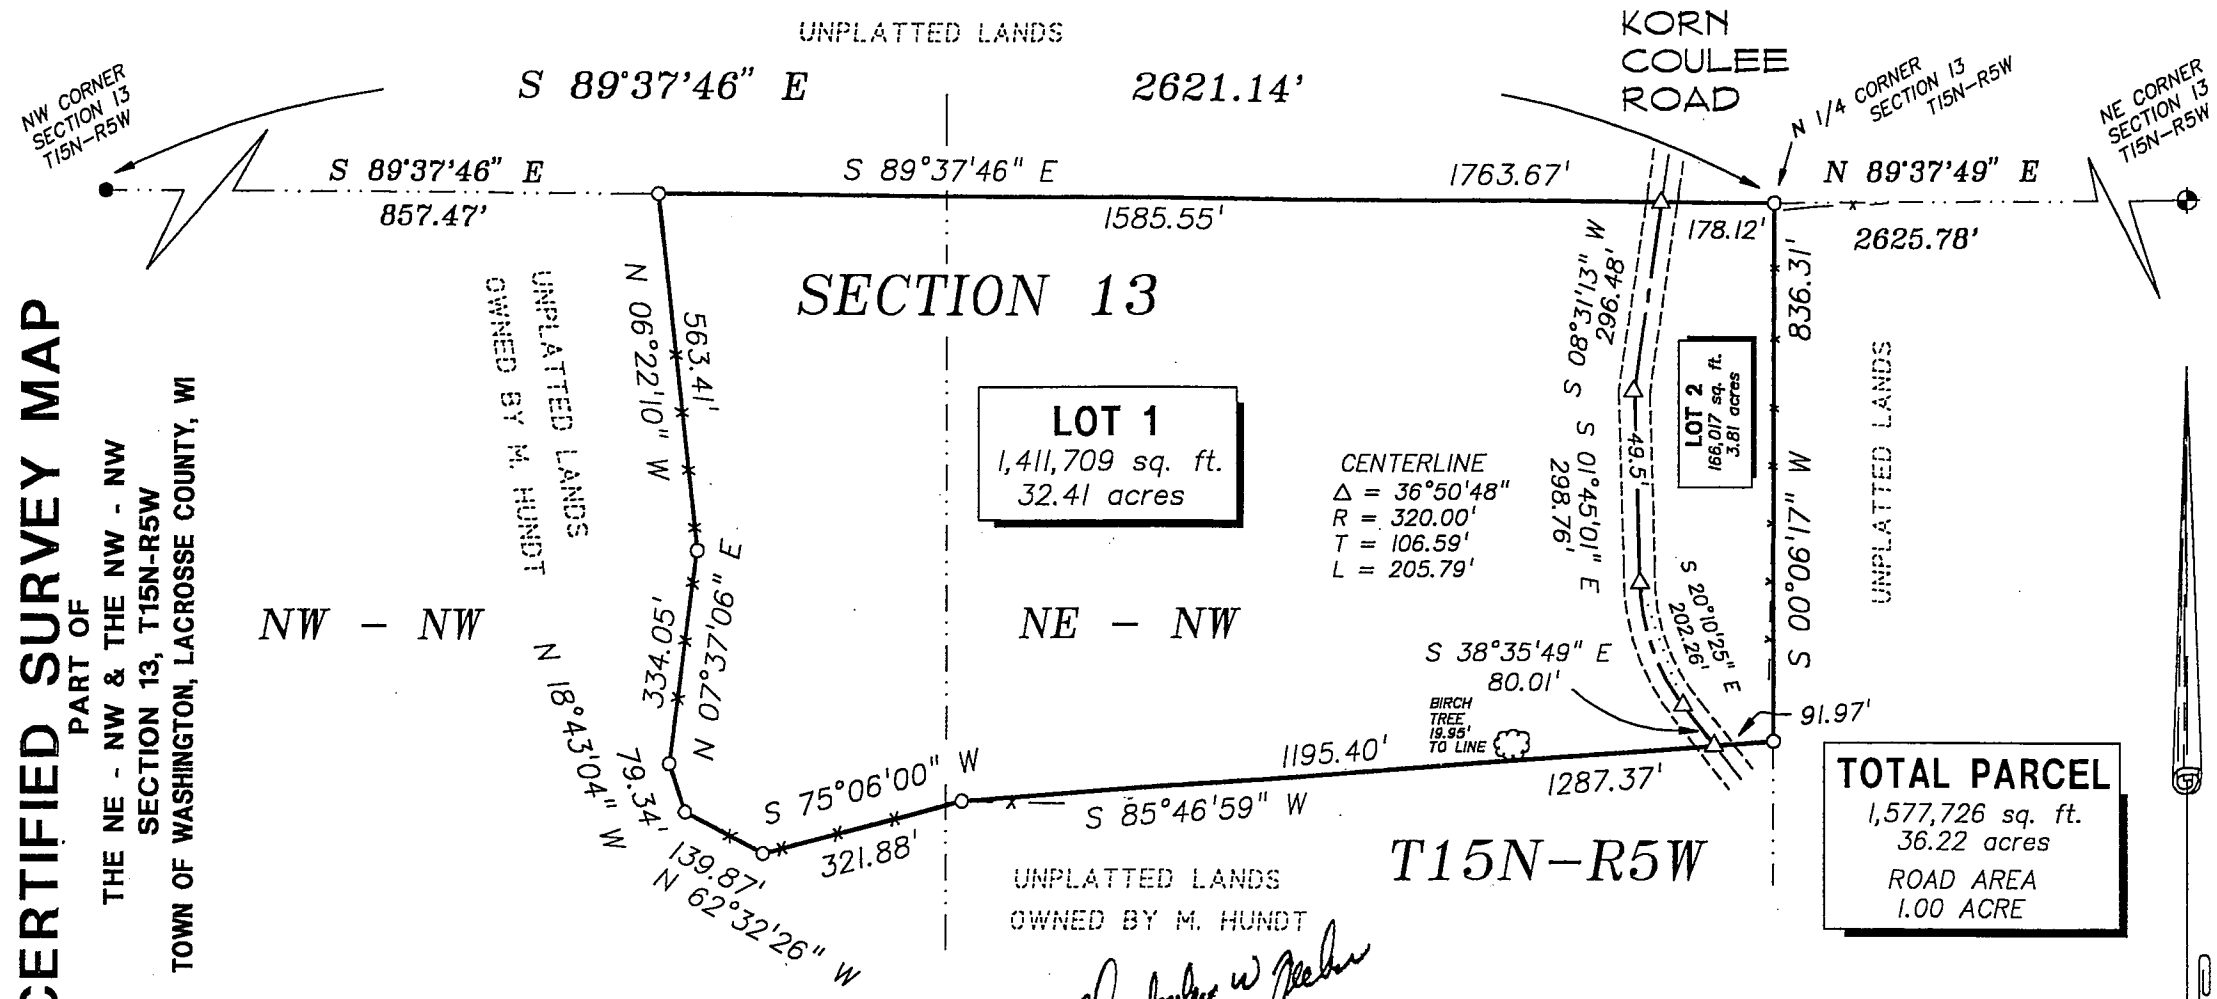 UNPLATTED LANDS
KORN
COULEE
ROAD
S 89°37'46" E
2621.14'
NW CORNER
SECTION 13
T15N-R5W
N 1/4 CORNER
SECTION 13
T15N-R5W
NE CORNER
SECTION 13
T15N-R5W
S 89°37'46" E
857.47'
S 89°37'46" E
1763.67'
1585.55'
178.12'
N 89°37'49" E
2625.78'
SECTION 13
UNPLATTED LANDS
OWNED BY M. HUNDT
N 06°22'10" W
563.41'
S 08°31'13" W
296.48'
836.31'
S 00°06'17" W
UNPLATTED LANDS
LOT 1
1,411,709 sq. ft.
32.41 acres
LOT 2
166,017 sq. ft.
3.81 acres
CENTERLINE
Δ = 36°50'48"
R = 320.00'
T = 106.59'
L = 205.79'
S 01°45'01" E
298.76'
49.5'
S 20°10'25" E
202.26'
NW - NW
NE - NW
334.05'
N 07°37'06" E
S 38°35'49" E
80.01'
BIRCH
TREE
19.95'
TO LINE
91.97'
N 18°43'04" W
79.34'
S 75°06'00" W
321.88'
1195.40'
1287.37'
S 85°46'59" W
139.87'
N 62°32'26" W
T15N-R5W
UNPLATTED LANDS
OWNED BY M. HUNDT
TOTAL PARCEL
1,577,726 sq. ft.
36.22 acres
ROAD AREA
1.00 ACRE
CERTIFIED SURVEY MAP
PART OF
THE NE - NW & THE NW - NW
SECTION 13, T15N-R5W
TOWN OF WASHINGTON, LACROSSE COUNTY, WI